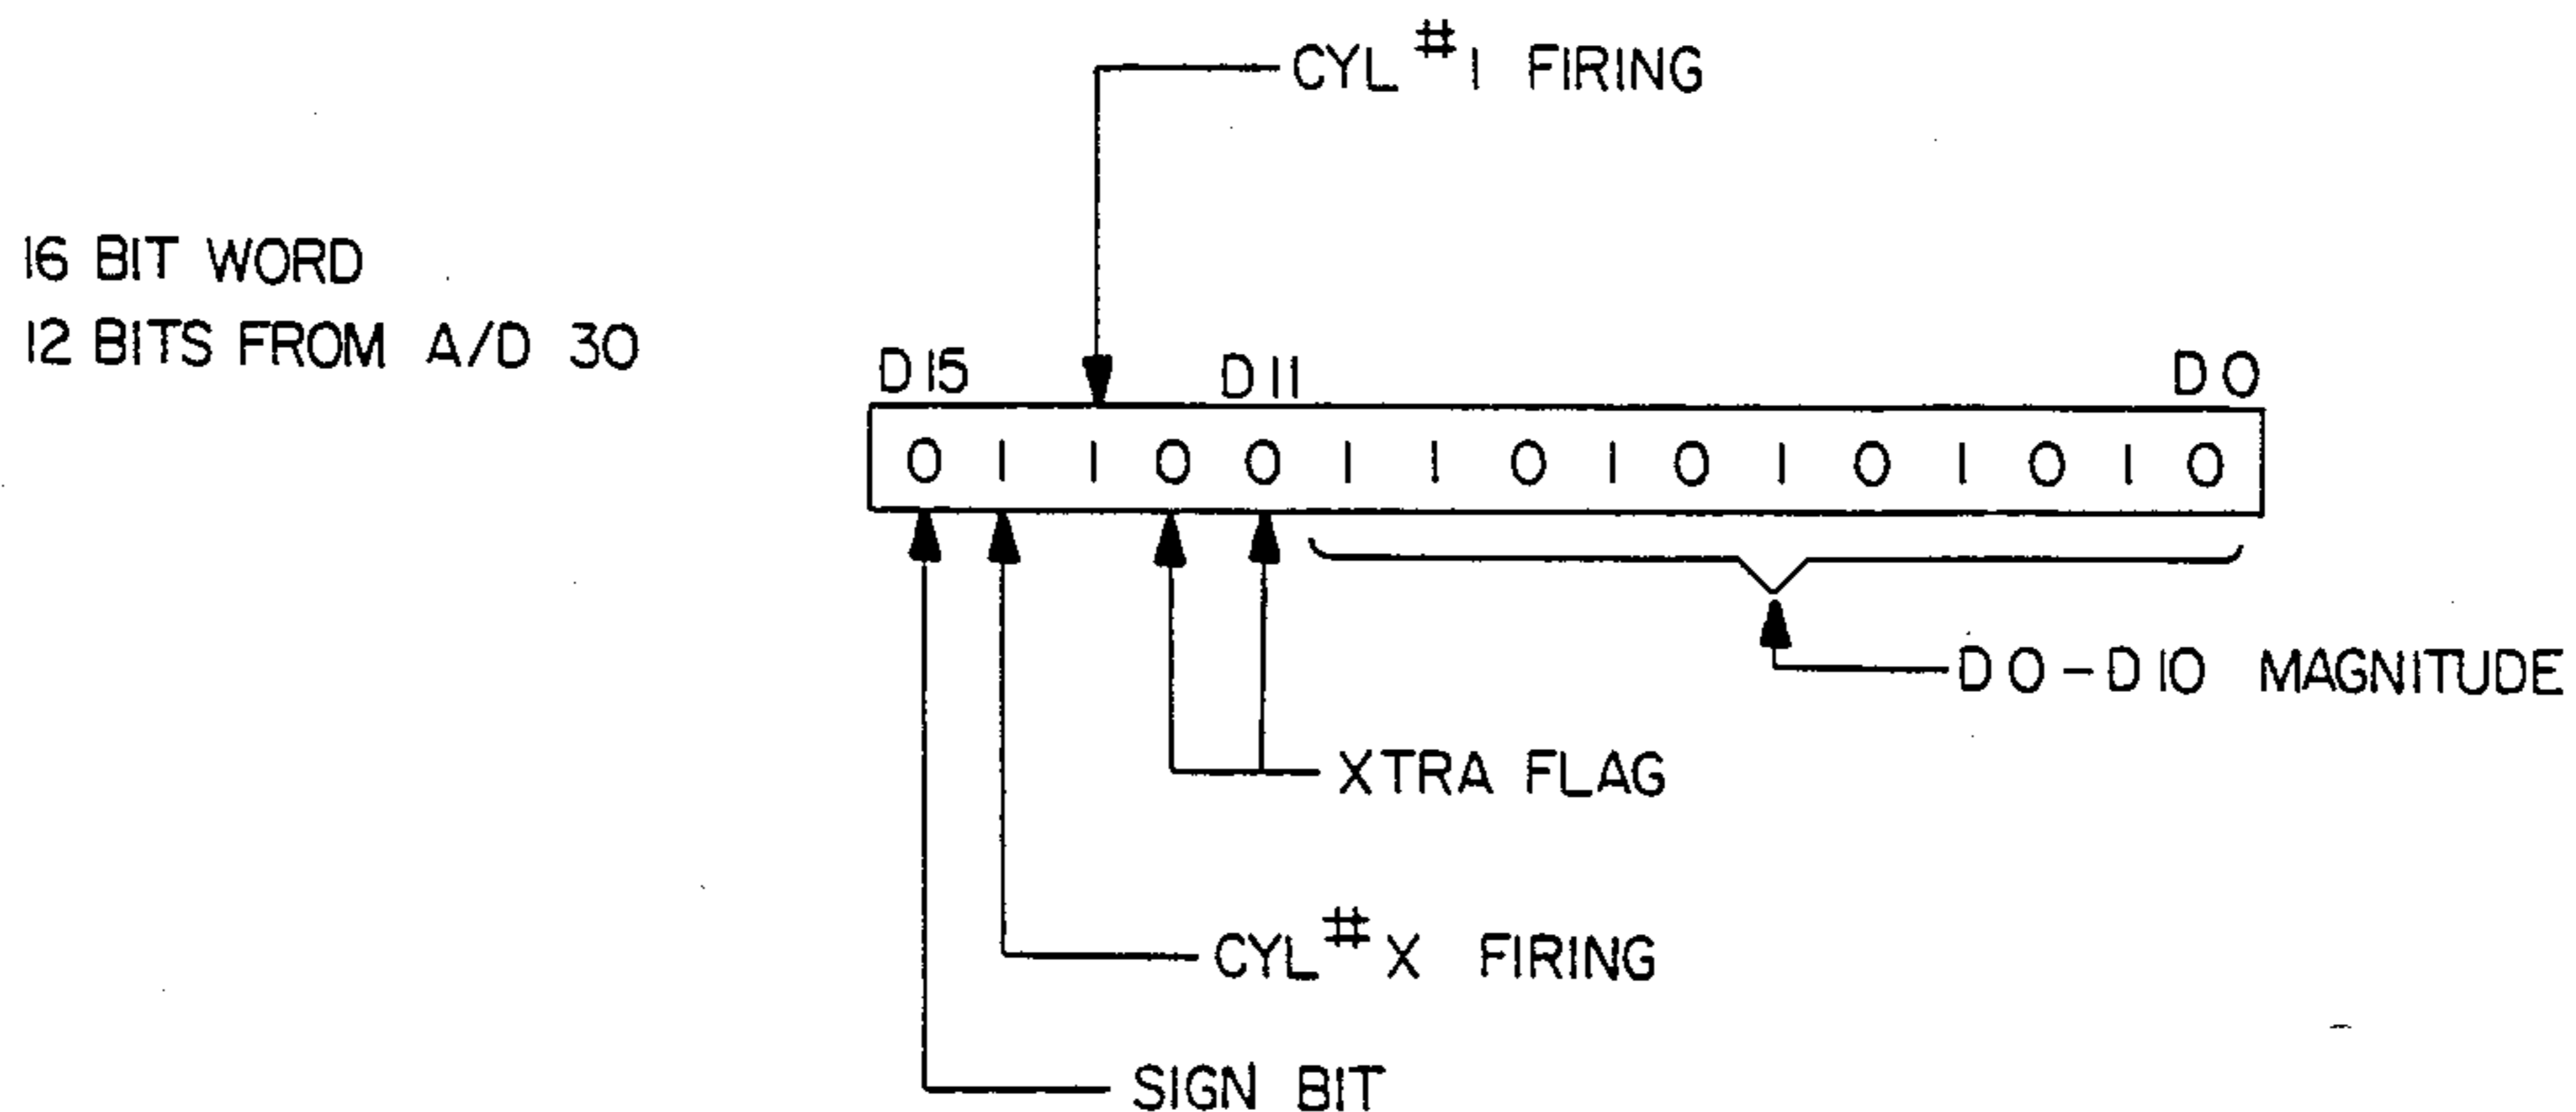 CYL #1 FIRING
16 BIT WORD
12 BITS FROM A/D 30
D15 D11 D0
0 1 1 0 0 1 1 0 1 0 1 0 1 0 1 0
D0-D10 MAGNITUDE
XTRA FLAG
CYL #X FIRING
SIGN BIT